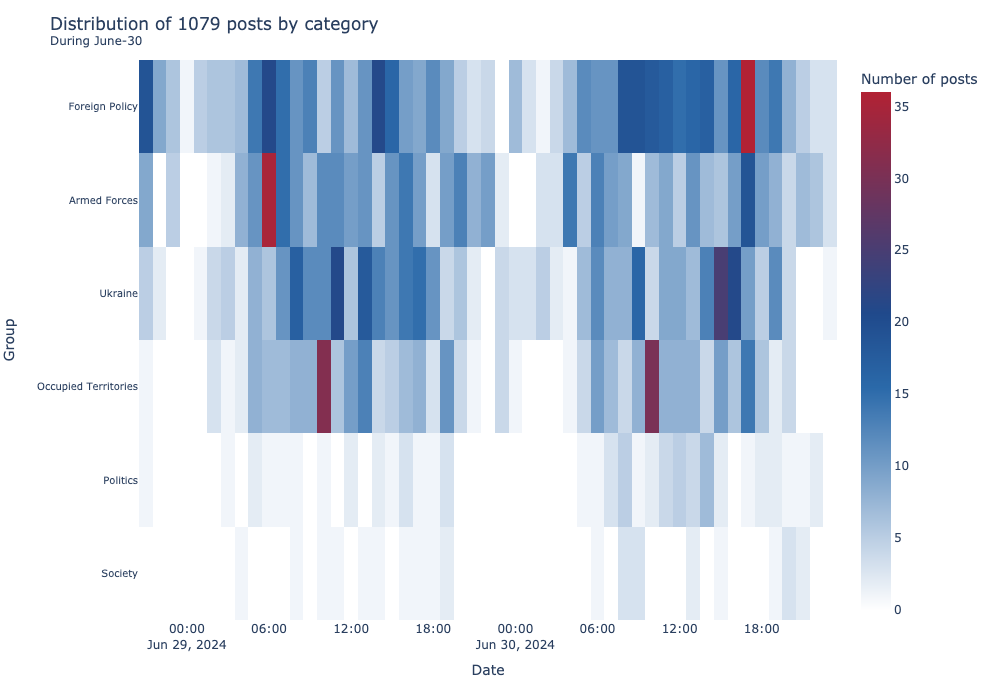 Distribution of 1079 posts by category
During June-30
Number of posts
35
30
25
20
15
10
5
0
Group
Foreign Policy
Armed Forces
Ukraine
Occupied Territories
Politics
Society
00:00 06:00 12:00 18:00 00:00 06:00 12:00 18:00
Jun 29, 2024 Jun 30, 2024
Date